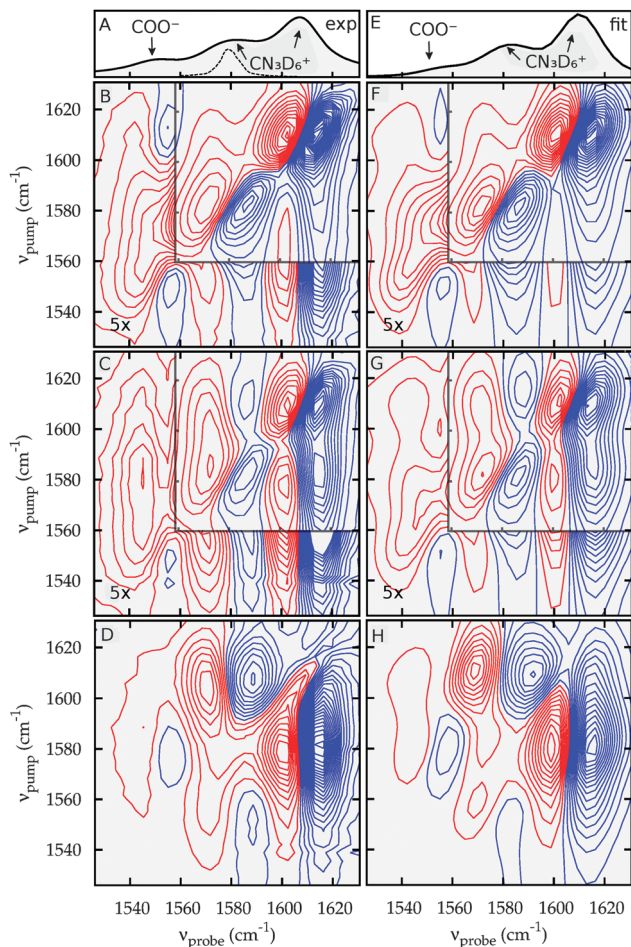 A COO⁻ exp
CN₃D₆⁺
E COO⁻ fit
CN₃D₆⁺
B
1620
1600
1580
1560
1540
ν_pump (cm⁻¹)
5x
F
5x
C
1620
1600
1580
1560
1540
ν_pump (cm⁻¹)
5x
G
5x
D
1620
1600
1580
1560
1540
ν_pump (cm⁻¹)
H
1540 1560 1580 1600 1620
1540 1560 1580 1600 1620
ν_probe (cm⁻¹)
ν_probe (cm⁻¹)